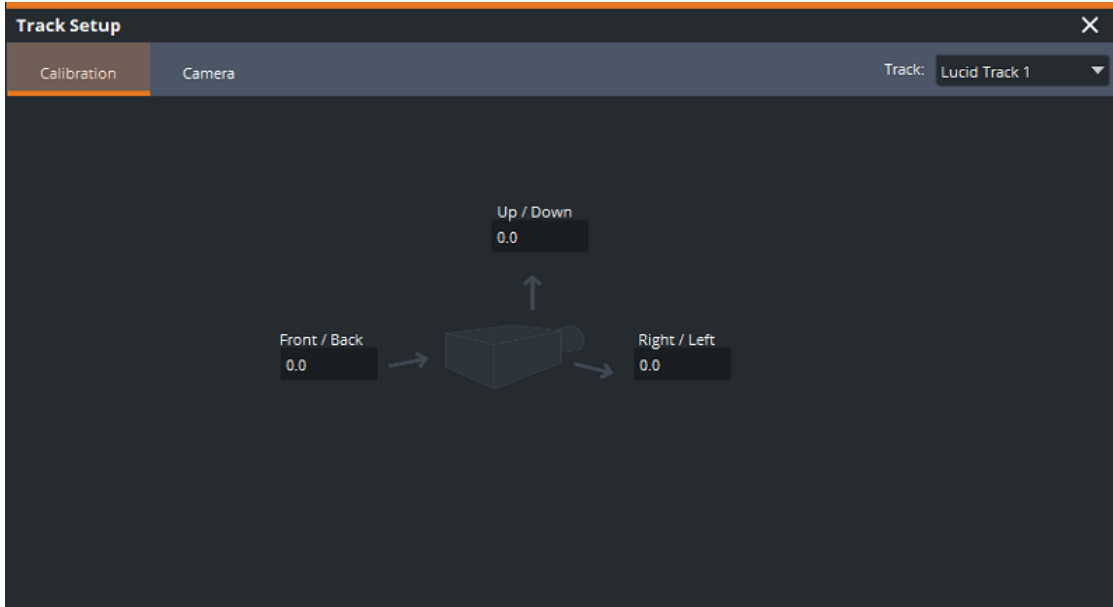 Track Setup
Calibration
Camera
Track:
Lucid Track 1
Up / Down
0.0
Front / Back
0.0
Right / Left
0.0